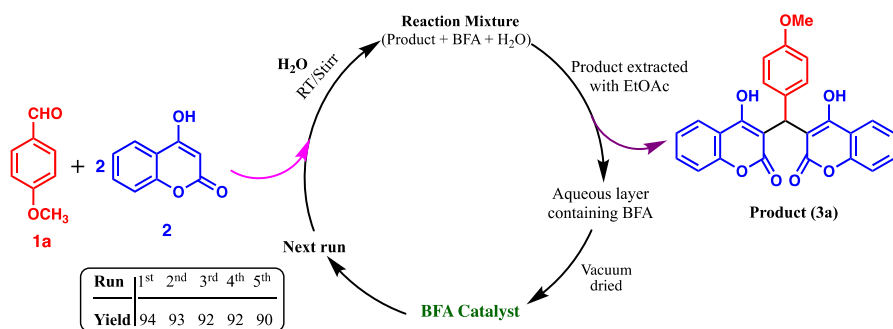 CHO
OCH3
1a
+
2
OH
O
O
2
H2O
RT/Stirr
Reaction Mixture
(Product + BFA + H2O)
Product extracted
with EtOAc
Aqueous layer
containing BFA
Vacuum
dried
BFA Catalyst
Next run
OMe
OH
OH
O
O
O
O
Product (3a)
Run 1st 2nd 3rd 4th 5th
Yield 94 93 92 92 90